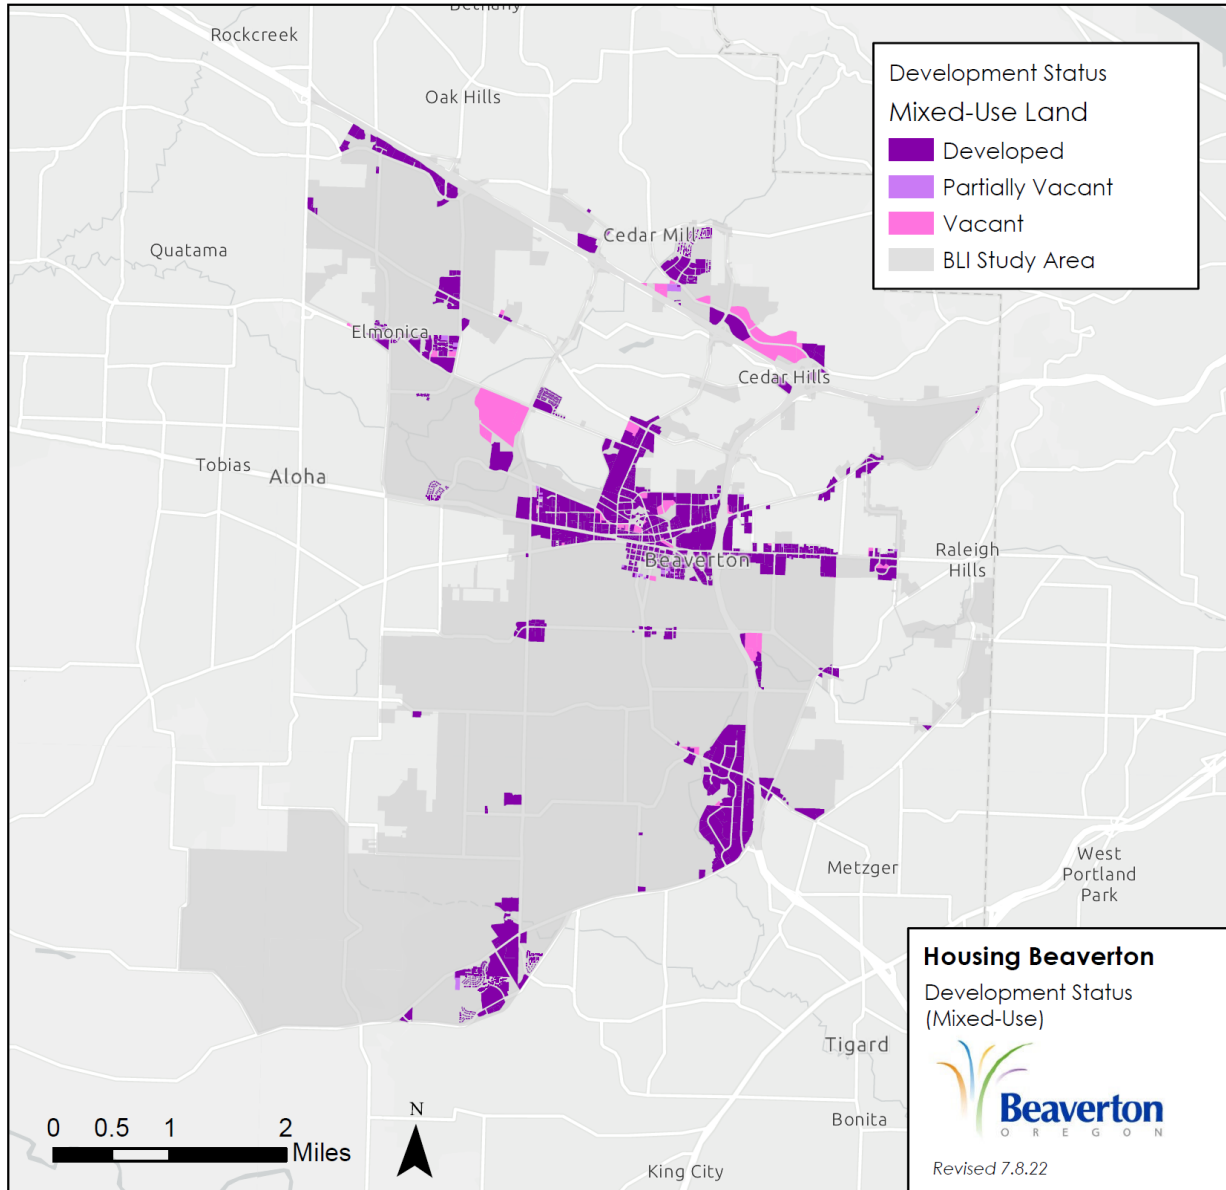 Bethany
Rockcreek
Oak Hills
Development Status
Mixed-Use Land
Developed
Partially Vacant
Vacant
BLI Study Area
Cedar Mill
Quatama
Elmonica
Cedar Hills
Tobias
Aloha
Beaverton
Raleigh
Hills
Metzger
West
Portland
Park
Housing Beaverton
Development Status
(Mixed-Use)
Beaverton
OREGON
Revised 7.8.22
Tigard
Bonita
King City
N
0 0.5 1 2
Miles